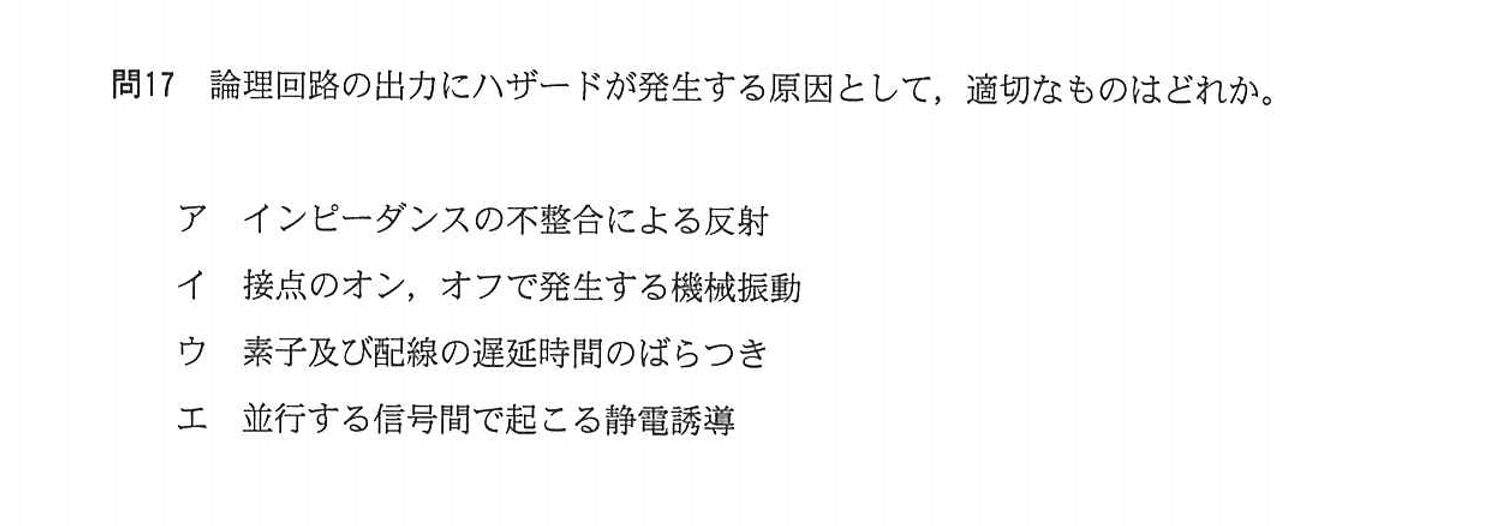 問17 論理回路の出力にハザードが発生する原因として，適切なものはどれか。
ア インピーダンスの不整合による反射
イ 接点のオン，オフで発生する機械振動
ウ 素子及び配線の遅延時間のばらつき
エ 並行する信号間で起こる静電誘導